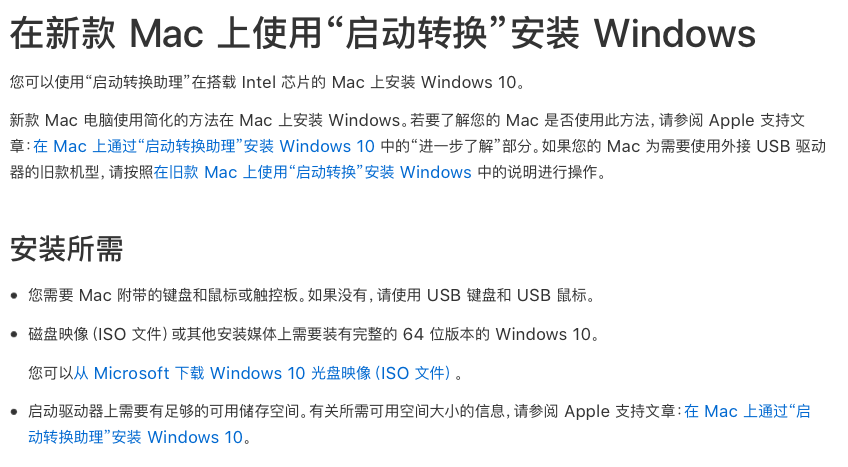 在新款 Mac 上使用“启动转换”安装 Windows
您可以使用“启动转换助理”在搭载 Intel 芯片的 Mac 上安装 Windows 10。
新款 Mac 电脑使用简化的方法在 Mac 上安装 Windows。若要了解您的 Mac 是否使用此方法，请参阅 Apple 支持文
章：在 Mac 上通过“启动转换助理”安装 Windows 10 中的“进一步了解”部分。如果您的 Mac 为需要使用外接 USB 驱动
器的旧款机型，请按照在旧款 Mac 上使用“启动转换”安装 Windows 中的说明进行操作。
安装所需
• 您需要 Mac 附带的键盘和鼠标或触控板。如果没有，请使用 USB 键盘和 USB 鼠标。
• 磁盘映像（ISO 文件）或其他安装媒体上需要装有完整的 64 位版本的 Windows 10。
您可以从 Microsoft 下载 Windows 10 光盘映像（ISO 文件）。
• 启动驱动器上需要有足够的可用储存空间。有关所需可用空间大小的信息，请参阅 Apple 支持文章：在 Mac 上通过“启
动转换助理”安装 Windows 10。